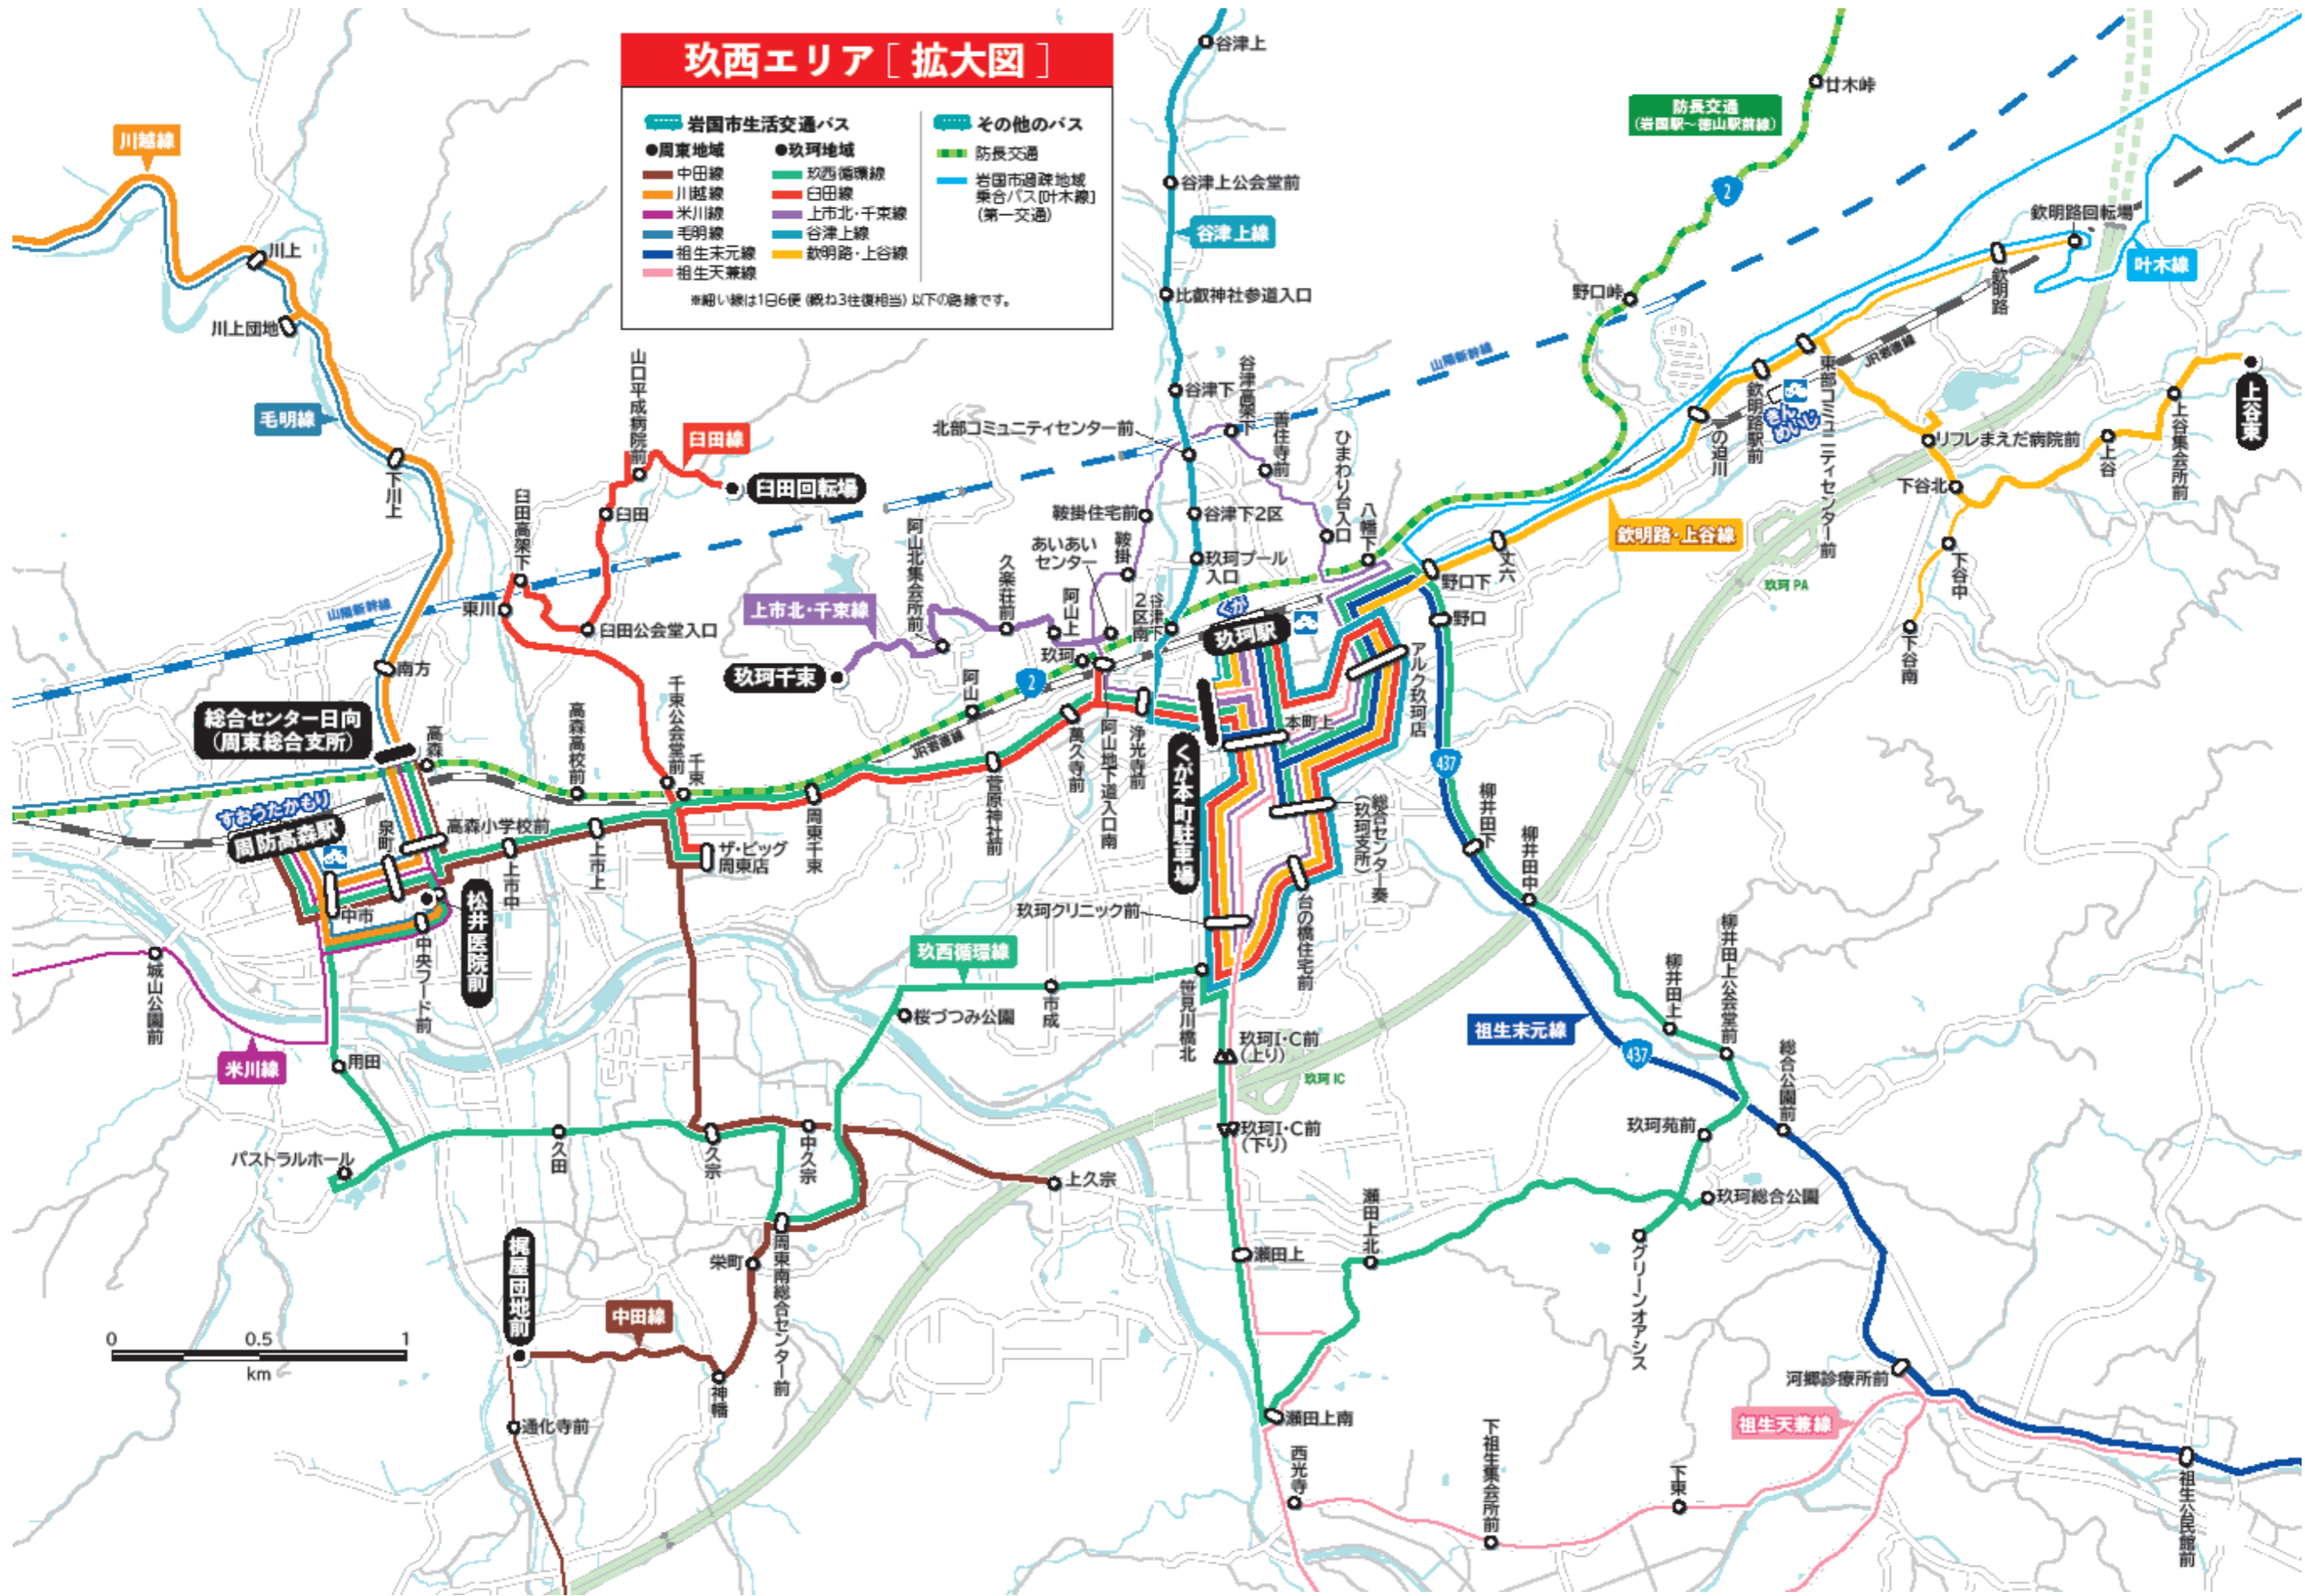 玖西エリア［拡大図］
岩国市生活交通バス
●周東地域
中田線
川越線
米川線
毛明線
祖生末元線
祖生天兼線
●玖珂地域
玖西循環線
臼田線
上市北・千束線
谷津上線
欽明路・上谷線
その他のバス
防長交通
岩国市過疎地域
乗合バス[叶木線]
（第一交通）
※細い線は1日6便（概ね3往復相当）以下の路線です。
谷津上
谷津上公会堂前
谷津上線
比叡神社参道入口
谷津下
北部コミュニティセンター前
谷津高架下
善住寺前
ひまわり台入口
八幡下
谷津下2区
鞍掛住宅前
鞍掛
玖珂プール
入口
あいあい
センター
谷津下
2区南
防長交通
（岩国駅〜徳山駅前線）
廿木峠
2
野口峠
山陽新幹線
欽明路回転場
叶木線
欽明路
JR岩徳線
東部コミュニティセンター前
欽明路駅前
きん
めいじ
の迫川
リフレまえだ病院前
上谷東
上谷集会所前
上谷
下谷北
下谷中
下谷南
玖珂PA
欽明路・上谷線
丈六
野口下
野口
川越線
川上
川上団地
毛明線
下川上
南方
山陽新幹線
総合センター日向
（周東総合支所）
高森
山口平成病院前
臼田線
臼田回転場
臼田
臼田高架下
東川
臼田公会堂入口
千束公会堂前
千束
高森高校前
上市北・千束線
玖珂千束
阿山北集会所前
久楽荘前
阿山上
玖珂
阿山
2
JR岩徳線
周東千束
菅原神社前
萬久寺前
阿山地下道入口南
浄光寺前
くが
玖珂駅
本町上
アルク玖珂店
くが本町駐車場
総合センター奏
（玖珂支所）
台の橋住宅前
玖珂クリニック前
笹見川橋北
437
柳井田下
柳井田中
柳井田上
柳井田上公会堂前
総合公園前
祖生末元線
437
玖珂苑前
玖珂総合公園
グリーンオアシス
すおうたかもり
周防高森駅
泉町
高森小学校前
上市中
上市上
ザ・ビッグ
周東店
中市
松井医院前
中央フード前
城山公園前
米川線
用田
パストラルホール
久田
久宗
中久宗
上久宗
玖西循環線
市成
桜づつみ公園
玖珂I・C前
（上り）
玖珂IC
玖珂I・C前
（下り）
瀬田上
瀬田上北
瀬田上南
西光寺
下祖生集会所前
下東
祖生天兼線
河郷診療所前
祖生公民館前
周東南総合センター前
栄町
神幡
中田線
梶屋団地前
通化寺前
0 0.5 1
km